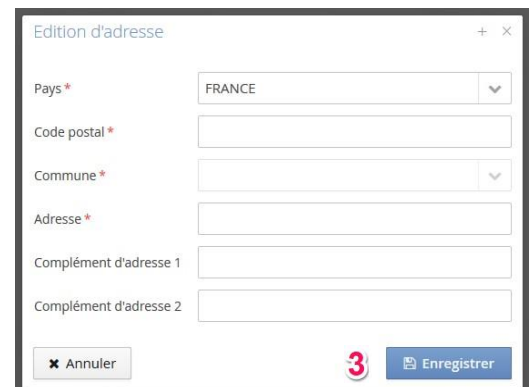 Edition d'adresse + ×
Pays * FRANCE
Code postal *
Commune *
Adresse *
Complément d'adresse 1
Complément d'adresse 2
✖ Annuler 3 Enregistrer